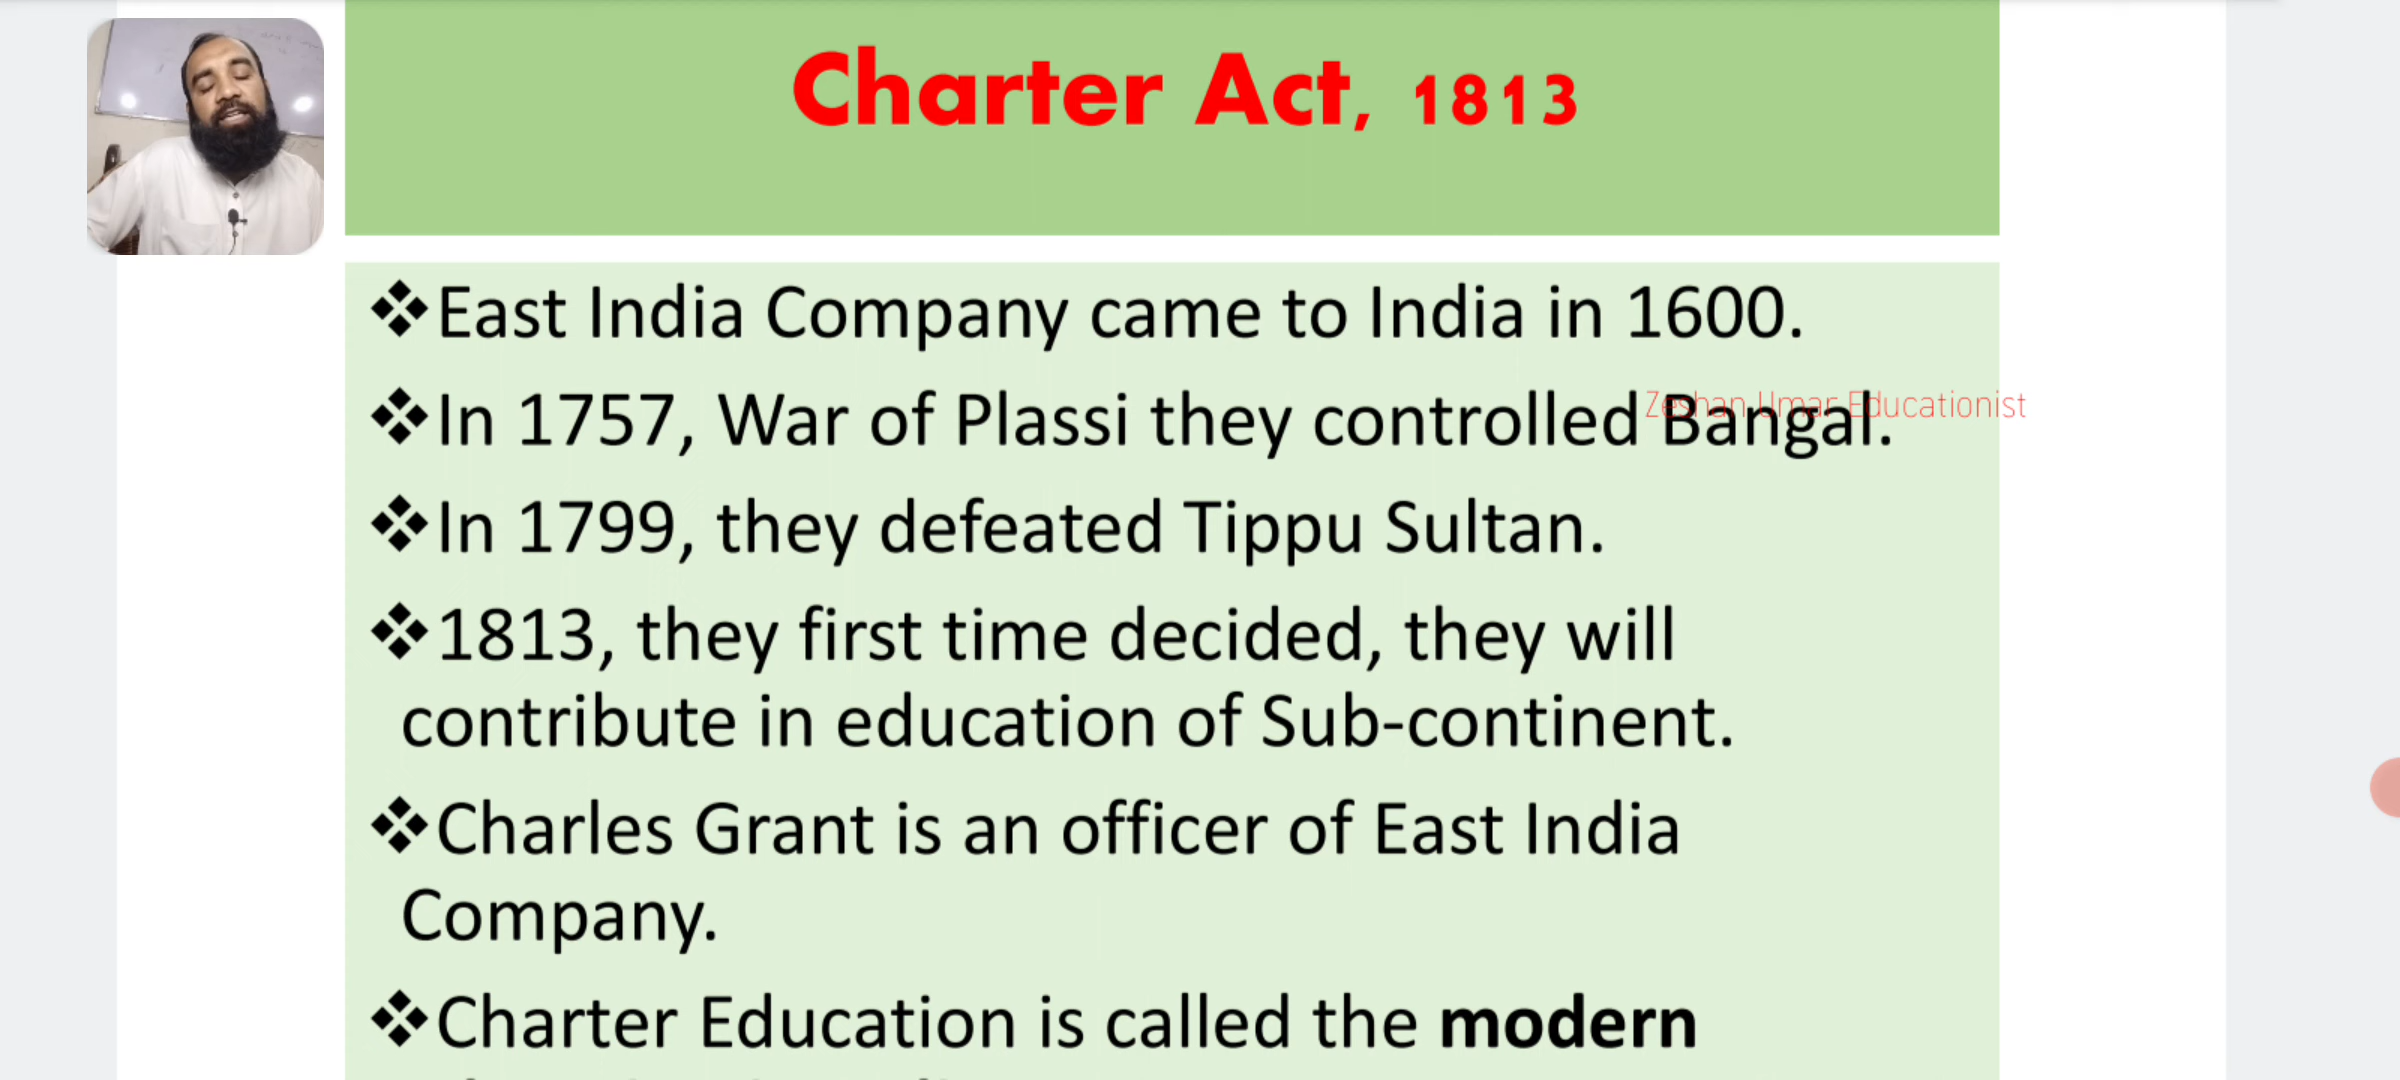 Charter Act, 1813
❖East India Company came to India in 1600.
Zeshan Umar Educationist
❖In 1757, War of Plassi they controlled Bangal.
❖In 1799, they defeated Tippu Sultan.
❖1813, they first time decided, they will
contribute in education of Sub-continent.
❖Charles Grant is an officer of East India
Company.
❖Charter Education is called the modern